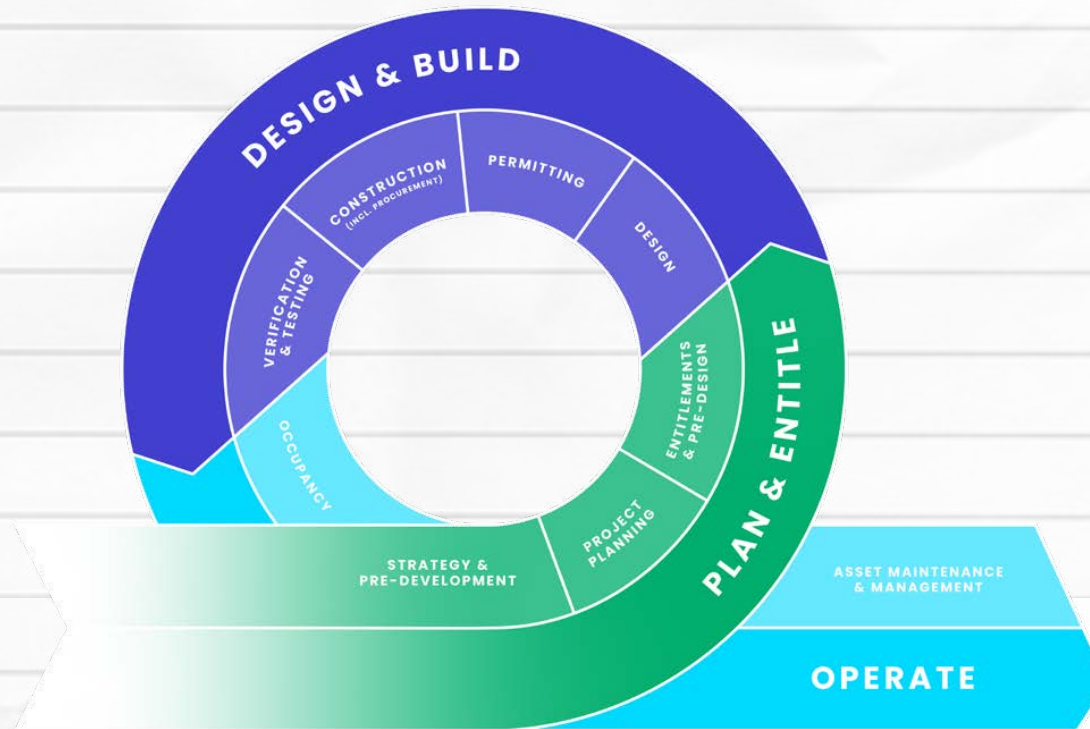 DESIGN & BUILD
CONSTRUCTION
(INCL. PROCUREMENT)
PERMITTING
DESIGN
VERIFICATION
& TESTING
OCCUPANCY
ENTITLEMENTS
& PRE-DESIGN
PLAN & ENTITLE
PROJECT
PLANNING
STRATEGY &
PRE-DEVELOPMENT
ASSET MAINTENANCE
& MANAGEMENT
OPERATE